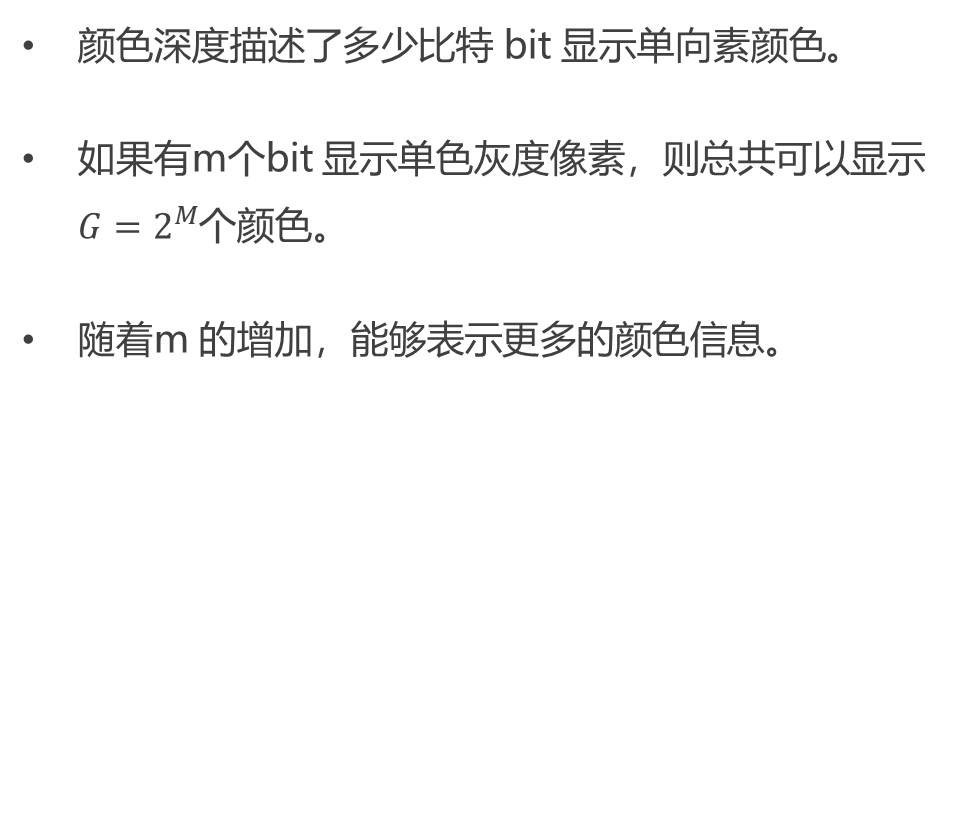 • 颜色深度描述了多少比特 bit 显示单向素颜色。
• 如果有m个bit 显示单色灰度像素，则总共可以显示
𝐺 = 2^𝑀个颜色。
• 随着m 的增加，能够表示更多的颜色信息。